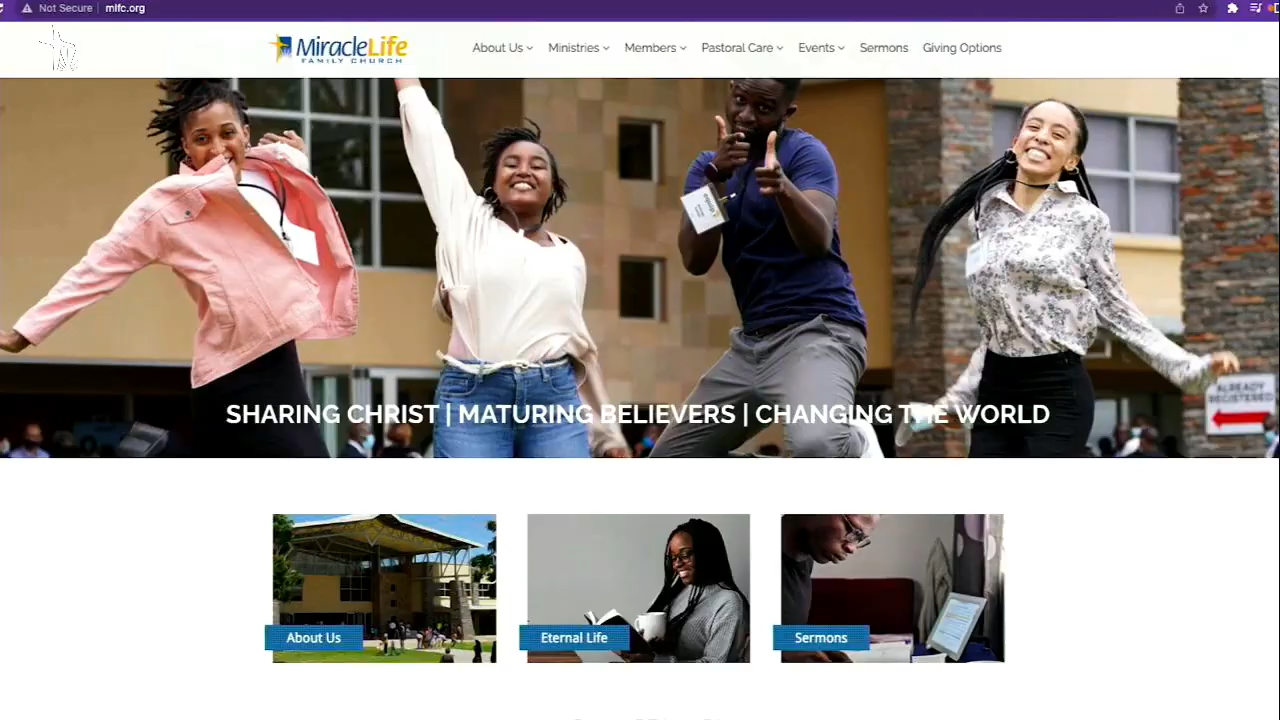 Not Secure | mlfc.org
MiracleLife
FAMILY CHURCH
About Us
Ministries
Members
Pastoral Care
Events
Sermons
Giving Options
ALREADY
REGISTERED
SHARING CHRIST | MATURING BELIEVERS | CHANGING THE WORLD
About Us
Eternal Life
Sermons